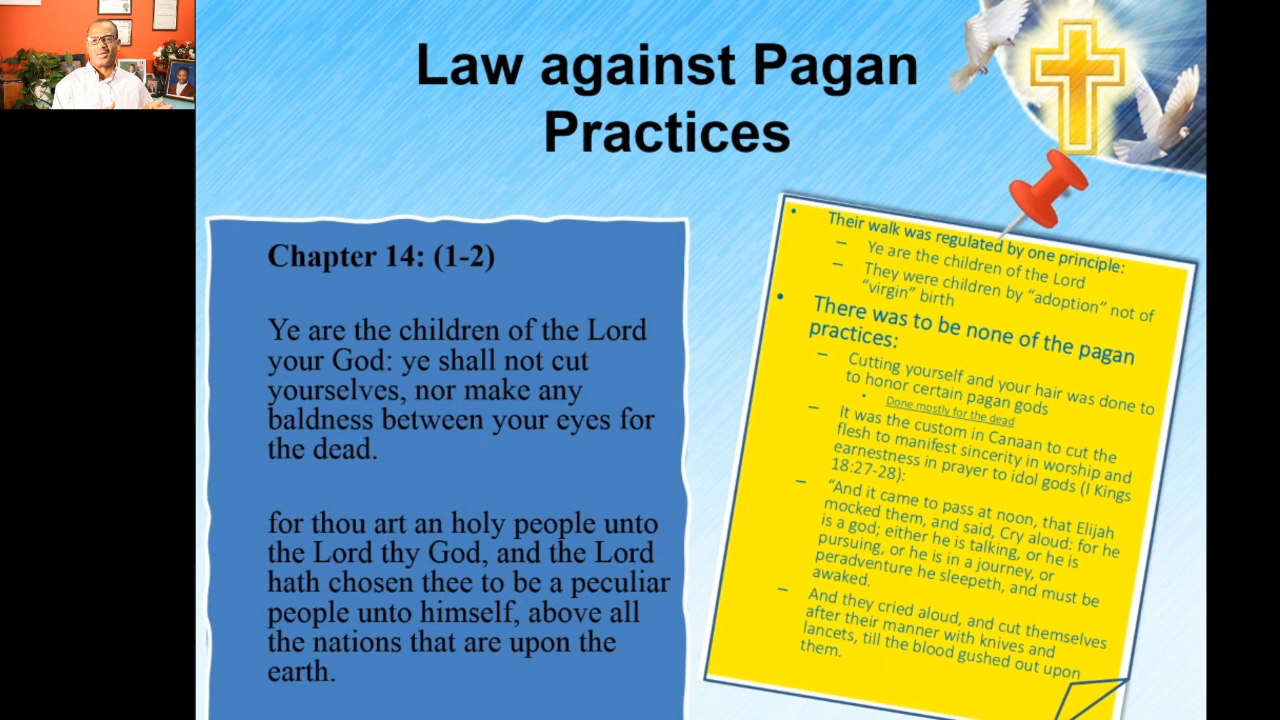 Law against Pagan
Practices
Chapter 14: (1-2)
Ye are the children of the Lord
your God: ye shall not cut
yourselves, nor make any
baldness between your eyes for
the dead.
for thou art an holy people unto
the Lord thy God, and the Lord
hath chosen thee to be a peculiar
people unto himself, above all
the nations that are upon the
earth.
• Their walk was regulated by one principle:
– Ye are the children of the Lord
– They were children by “adoption” not of
“virgin” birth
• There was to be none of the pagan
practices:
– Cutting yourself and your hair was done to
to honor certain pagan gods
• Done mostly for the dead
– It was the custom in Canaan to cut the
flesh to manifest sincerity in worship and
earnestness in prayer to idol gods (I Kings
18:27-28):
– “And it came to pass at noon, that Elijah
mocked them, and said, Cry aloud: for he
is a god; either he is talking, or he is
pursuing, or he is in a journey, or
peradventure he sleepeth, and must be
awaked.
– And they cried aloud, and cut themselves
after their manner with knives and
lancets, till the blood gushed out upon
them.